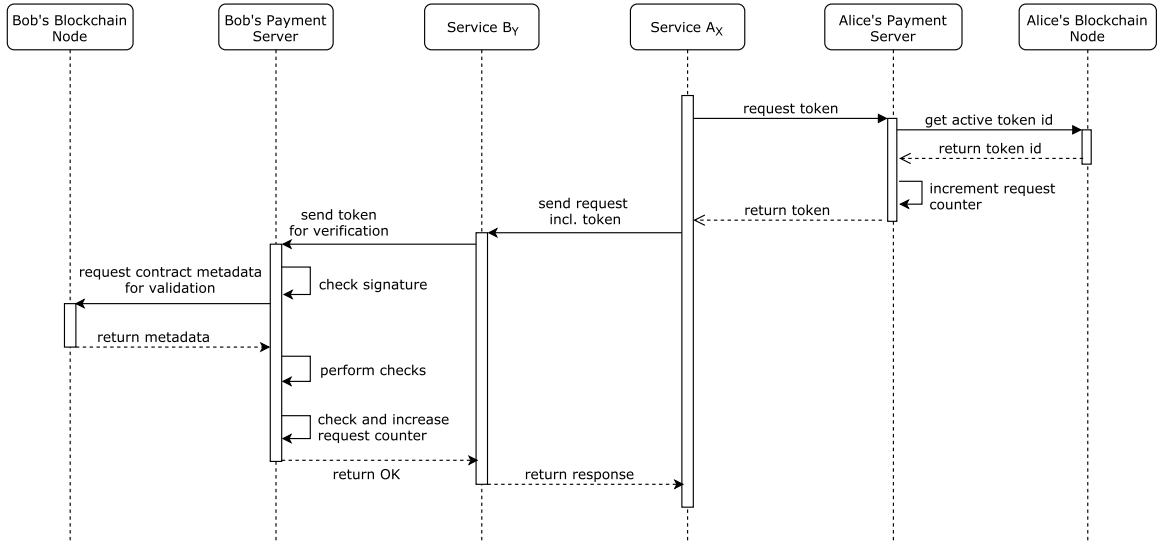 Bob's Blockchain
Node
Bob's Payment
Server
Service B_Y
Service A_X
Alice's Payment
Server
Alice's Blockchain
Node
request token
get active token id
return token id
increment request
counter
return token
send request
incl. token
send token
for verification
check signature
request contract metadata
for validation
return metadata
perform checks
check and increase
request counter
return OK
return response